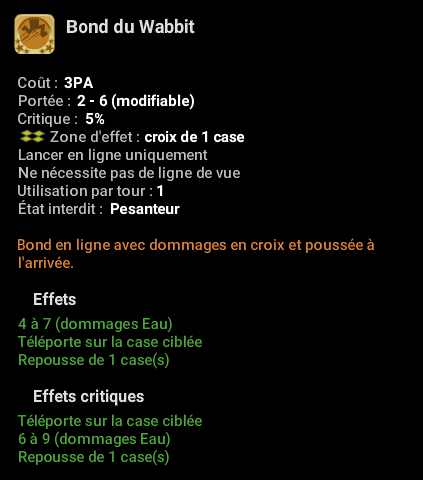 Bond du Wabbit
Coût : 3PA
Portée : 2 - 6 (modifiable)
Critique : 5%
Zone d'effet : croix de 1 case
Lancer en ligne uniquement
Ne nécessite pas de ligne de vue
Utilisation par tour : 1
État interdit : Pesanteur
Bond en ligne avec dommages en croix et poussée à
l'arrivée.
Effets
4 à 7 (dommages Eau)
Téléporte sur la case ciblée
Repousse de 1 case(s)
Effets critiques
Téléporte sur la case ciblée
6 à 9 (dommages Eau)
Repousse de 1 case(s)